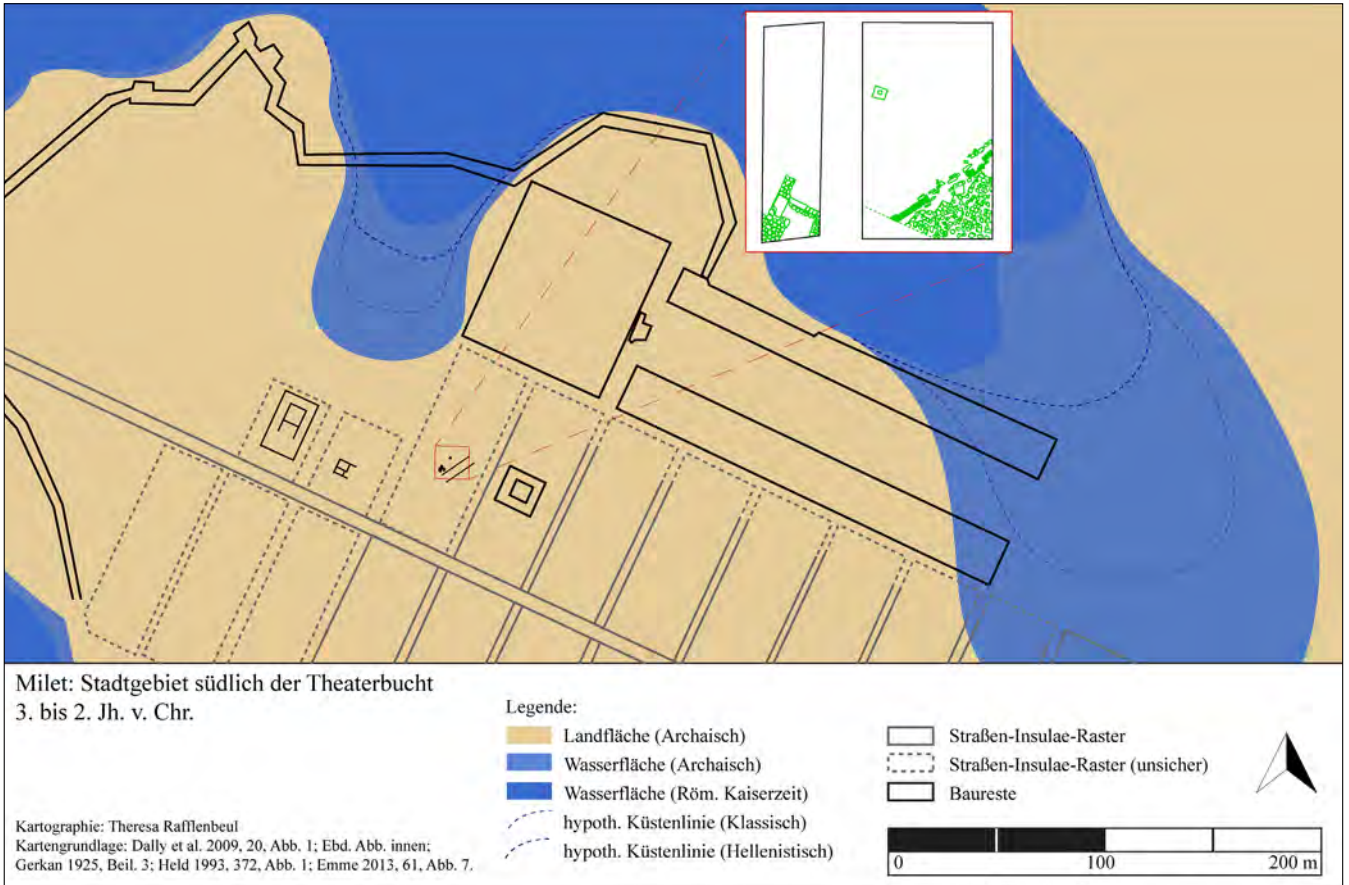 Milet: Stadtgebiet südlich der Theaterbucht
3. bis 2. Jh. v. Chr.
Kartographie: Theresa Rafflenbeul
Kartengrundlage: Dally et al. 2009, 20, Abb. 1; Ebd. Abb. innen;
Gerkan 1925, Beil. 3; Held 1993, 372, Abb. 1; Emme 2013, 61, Abb. 7.
Legende:
Landfläche (Archaisch)
Wasserfläche (Archaisch)
Wasserfläche (Röm. Kaiserzeit)
hypoth. Küstenlinie (Klassisch)
hypoth. Küstenlinie (Hellenistisch)
Straßen-Insulae-Raster
Straßen-Insulae-Raster (unsicher)
Baureste
0 100 200 m